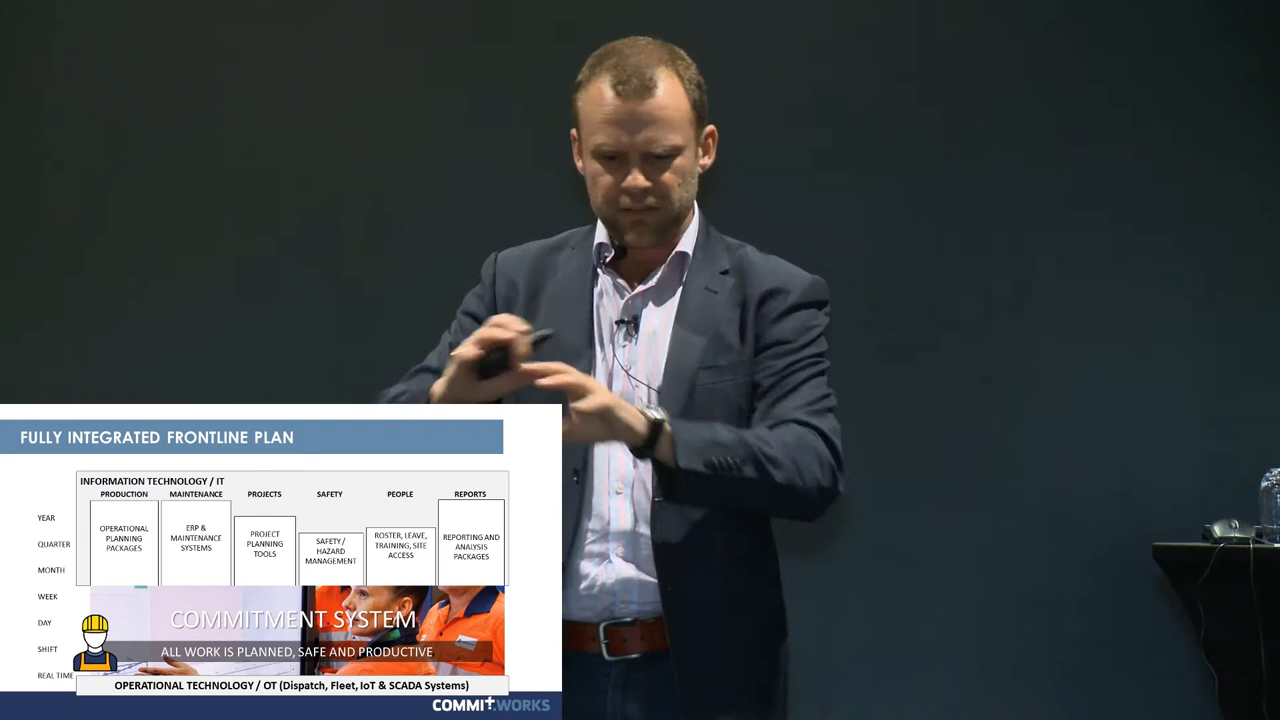 FULLY INTEGRATED FRONTLINE PLAN
INFORMATION TECHNOLOGY / IT
PRODUCTION MAINTENANCE PROJECTS SAFETY PEOPLE REPORTS
YEAR
QUARTER
MONTH
WEEK
DAY
SHIFT
REAL TIME
OPERATIONAL
PLANNING
PACKAGES
ERP &
MAINTENANCE
SYSTEMS
PROJECT
PLANNING
TOOLS
SAFETY /
HAZARD
MANAGEMENT
ROSTER, LEAVE,
TRAINING, SITE
ACCESS
REPORTING AND
ANALYSIS
PACKAGES
COMMITMENT SYSTEM
ALL WORK IS PLANNED, SAFE AND PRODUCTIVE
OPERATIONAL TECHNOLOGY / OT (Dispatch, Fleet, IoT & SCADA Systems)
COMMIT WORKS